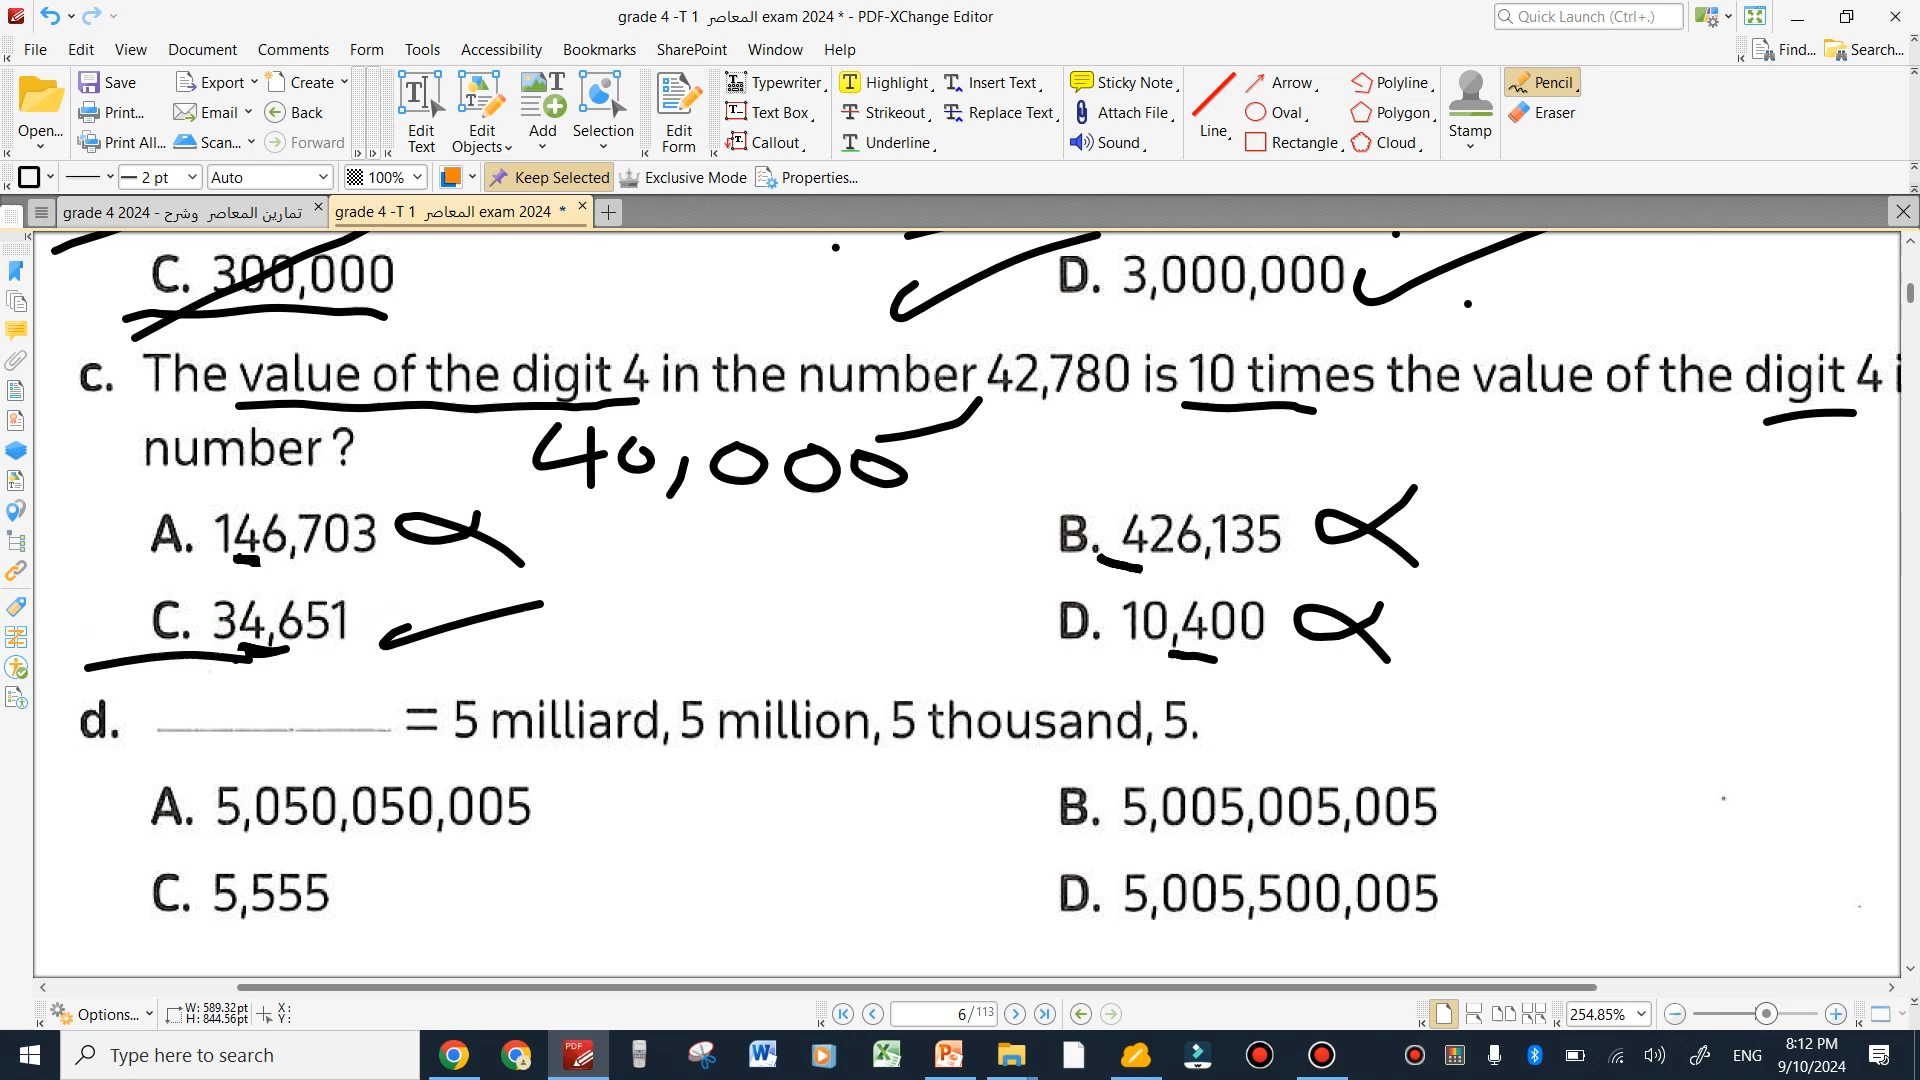 grade 4 -T 1 المعاصر exam 2024 * - PDF-XChange Editor
Quick Launch (Ctrl+.)
File Edit View Document Comments Form Tools Accessibility Bookmarks SharePoint Window Help
Find... Search...
Open... Save Export Create
Print... Email Back
Print All... Scan... Forward
Edit Text Edit Objects Add Selection Edit Form
Typewriter Highlight Insert Text Sticky Note Arrow Polyline Pencil
Text Box Strikeout Replace Text Attach File Oval Polygon Eraser
Callout Underline Sound Line Rectangle Cloud Stamp
2 pt Auto 100% Keep Selected Exclusive Mode Properties...
grade 4 2024 - تمارين المعاصر وشرح
grade 4 -T 1 المعاصر exam 2024 *
C. 300,000 D. 3,000,000
c. The value of the digit 4 in the number 42,780 is 10 times the value of the digit 4 i
number ?
40,000
A. 146,703 B. 426,135
C. 34,651 D. 10,400
d. = 5 milliard, 5 million, 5 thousand, 5.
A. 5,050,050,005 B. 5,005,005,005
C. 5,555 D. 5,005,500,005
Options... W: 589.32pt H: 844.56pt X: Y: 6 / 113 254.85%
Type here to search
ENG 8:12 PM 9/10/2024